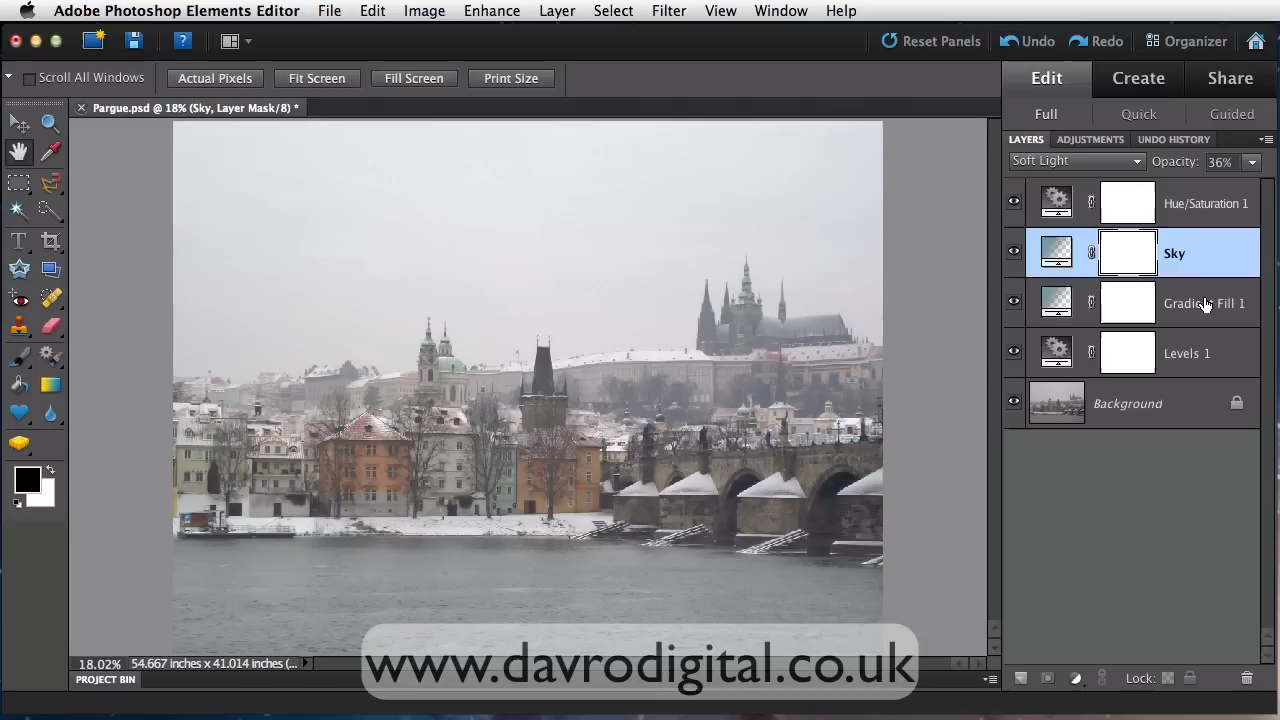 Adobe Photoshop Elements Editor File Edit Image Enhance Layer Select Filter View Window Help
? Reset Panels Undo Redo Organizer
Scroll All Windows Actual Pixels Fit Screen Fill Screen Print Size
Edit Create Share
Pargue.psd @ 18% (Sky, Layer Mask/8) *
Full Quick Guided
LAYERS ADJUSTMENTS UNDO HISTORY
Soft Light Opacity: 36%
Hue/Saturation 1
Sky
Gradient Fill 1
Levels 1
Background
T
18.02% 54.667 inches x 41.014 inches (...
www.davrodigital.co.uk
PROJECT BIN
Lock: